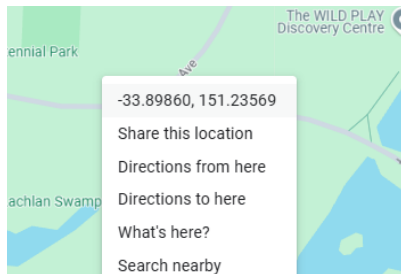 The WILD PLAY
Discovery Centre
ennial Park
Ave
-33.89860, 151.23569
Share this location
Directions from here
achlan Swamp
Directions to here
What's here?
Search nearby